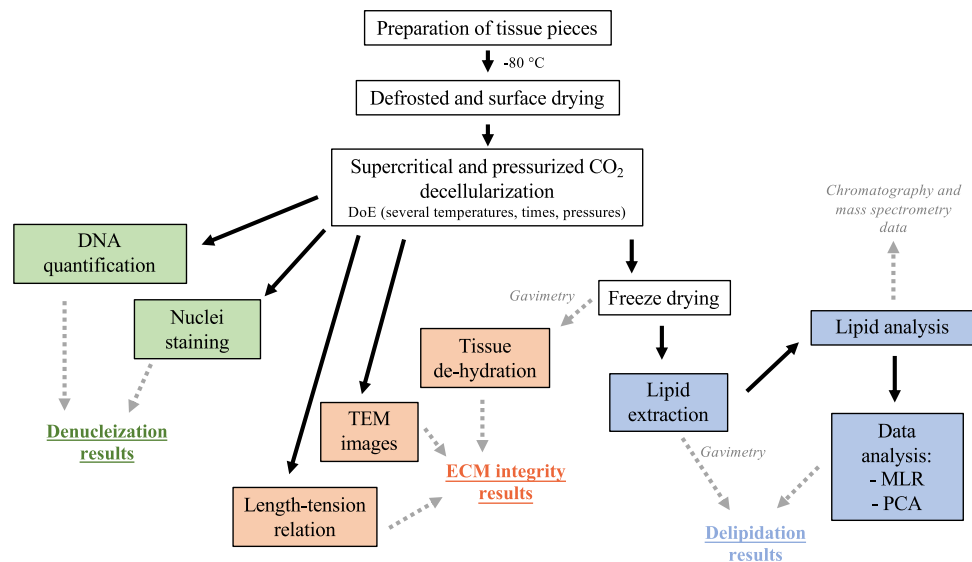 Preparation of tissue pieces
-80 °C
Defrosted and surface drying
Supercritical and pressurized CO₂
decellularization
DoE (several temperatures, times, pressures)
Chromatography and
mass spectrometry
data
DNA
quantification
Nuclei
staining
Gavimetry
Freeze drying
Lipid analysis
Tissue
de-hydration
Lipid
extraction
TEM
images
Denucleization
results
Gavimetry
Data
analysis:
- MLR
- PCA
ECM integrity
results
Length-tension
relation
Delipidation
results